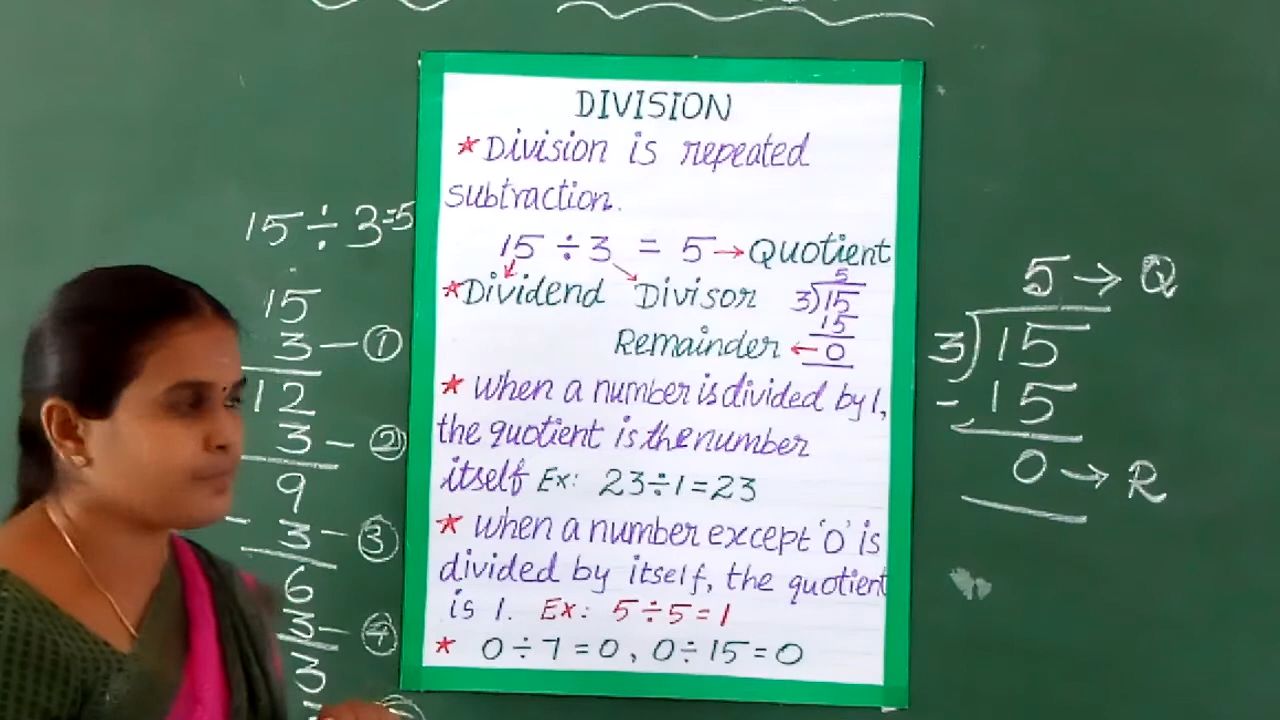 15 ÷ 3 = 5
15
3 — ①
12
3 — ②
9
- 3 — ③
6
3 — ④
3
DIVISION
* Division is repeated
subtraction.
15 ÷ 3 = 5 → Quotient
* Dividend Divisor
5
3)15
15
Remainder ← 0
* When a number is divided by 1,
the quotient is the number
itself Ex: 23÷1=23
* When a number except '0' is
divided by itself, the quotient
is 1. Ex: 5÷5=1
* 0÷7=0, 0÷15=0
5 → Q
3)15
- 15
0 → R